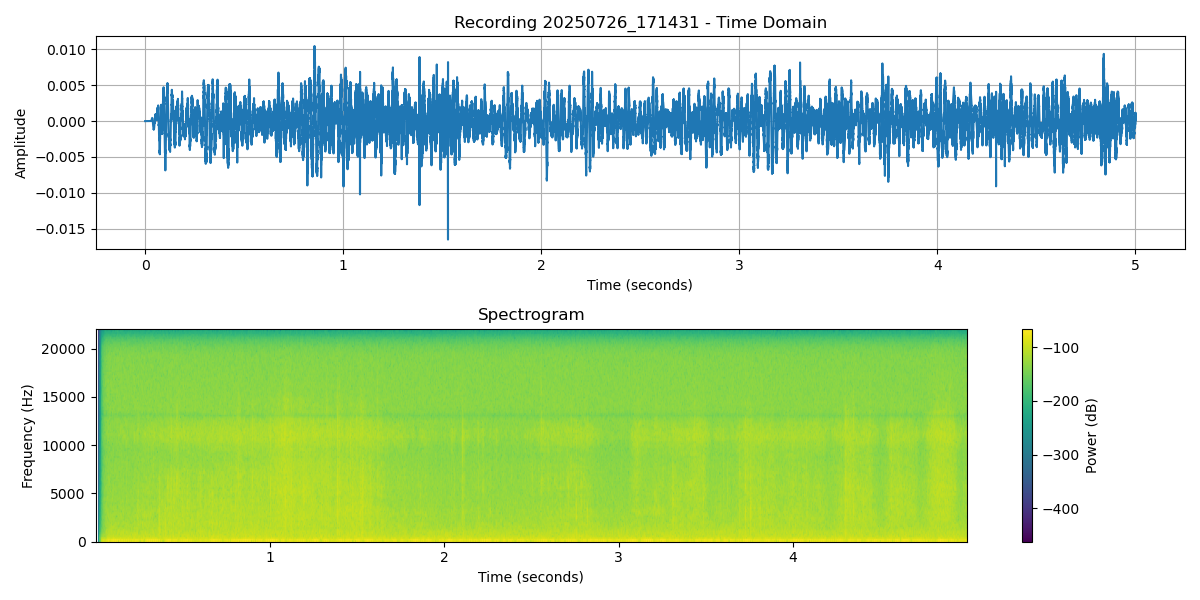 Recording 20250726_171431 - Time Domain
0.010
0.005
0.000
−0.005
−0.010
−0.015
Amplitude
0 1 2 3 4 5
Time (seconds)
Spectrogram
20000
15000
10000
5000
0
Frequency (Hz)
1 2 3 4
Time (seconds)
−100
−200
−300
−400
Power (dB)